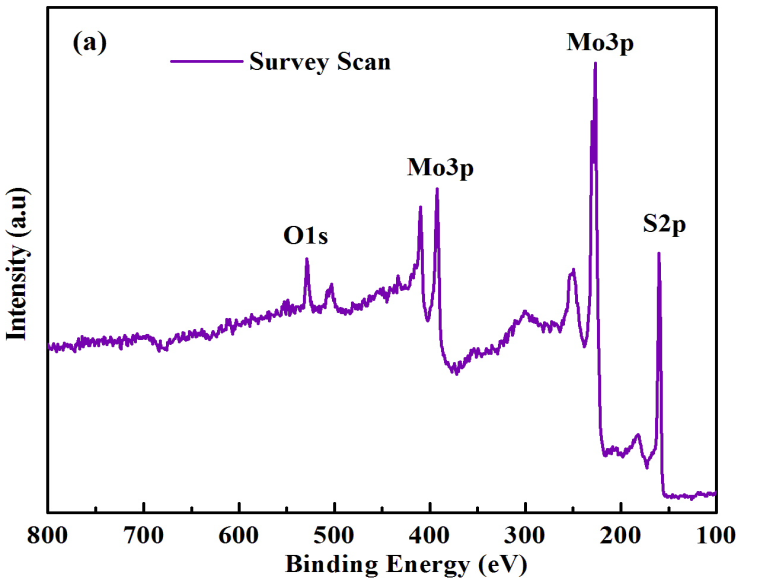 (a)
Survey Scan
Mo3p
Mo3p
O1s
S2p
Intensity (a.u)
800 700 600 500 400 300 200 100
Binding Energy (eV)